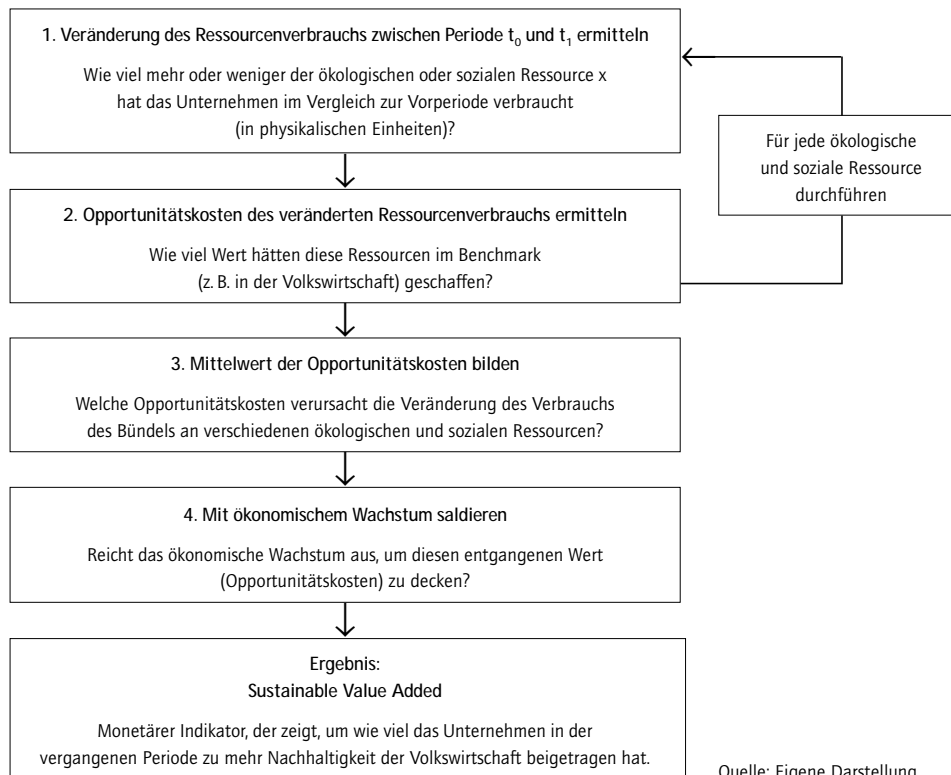 1. Veränderung des Ressourcenverbrauchs zwischen Periode t₀ und t₁ ermitteln
Wie viel mehr oder weniger der ökologischen oder sozialen Ressource x
hat das Unternehmen im Vergleich zur Vorperiode verbraucht
(in physikalischen Einheiten)?
Für jede ökologische
und soziale Ressource
durchführen
2. Opportunitätskosten des veränderten Ressourcenverbrauchs ermitteln
Wie viel Wert hätten diese Ressourcen im Benchmark
(z. B. in der Volkswirtschaft) geschaffen?
3. Mittelwert der Opportunitätskosten bilden
Welche Opportunitätskosten verursacht die Veränderung des Verbrauchs
des Bündels an verschiedenen ökologischen und sozialen Ressourcen?
4. Mit ökonomischem Wachstum saldieren
Reicht das ökonomische Wachstum aus, um diesen entgangenen Wert
(Opportunitätskosten) zu decken?
Ergebnis:
Sustainable Value Added
Monetärer Indikator, der zeigt, um wie viel das Unternehmen in der
vergangenen Periode zu mehr Nachhaltigkeit der Volkswirtschaft beigetragen hat.
Quelle: Eigene Darstellung